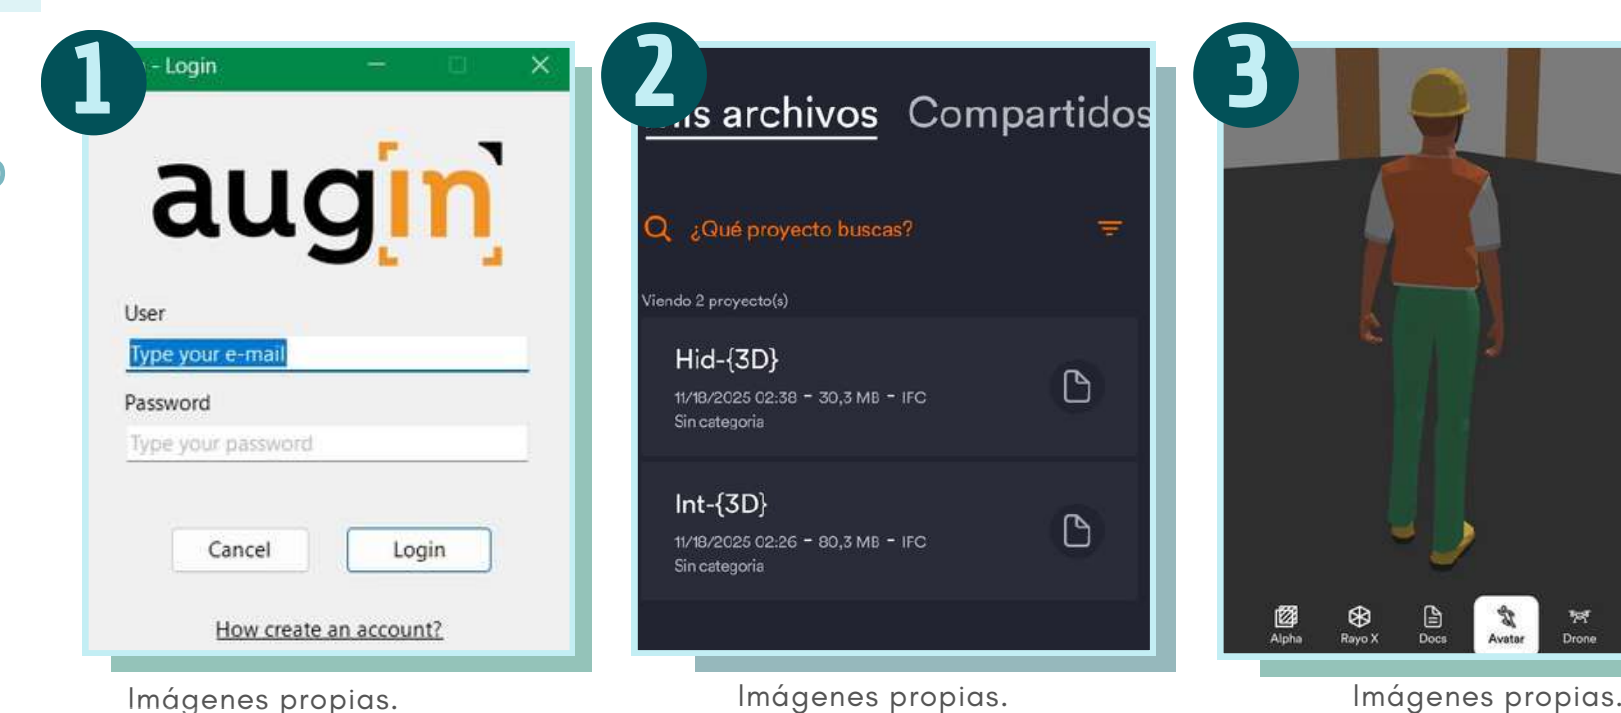 1
- Login
augin
User
Type your e-mail
Password
Type your password
Cancel
Login
How create an account?
Imágenes propias.
2
is archivos
Compartidos
¿Qué proyecto buscas?
Viendo 2 proyecto(s)
Hid-{3D}
11/18/2025 02:38 - 30,3 MB - IFC
Sin categoria
Int-{3D}
11/18/2025 02:26 - 80,3 MB - IFC
Sin categoria
Imágenes propias.
3
Alpha
Rayo X
Docs
Avatar
Drone
Imágenes propias.